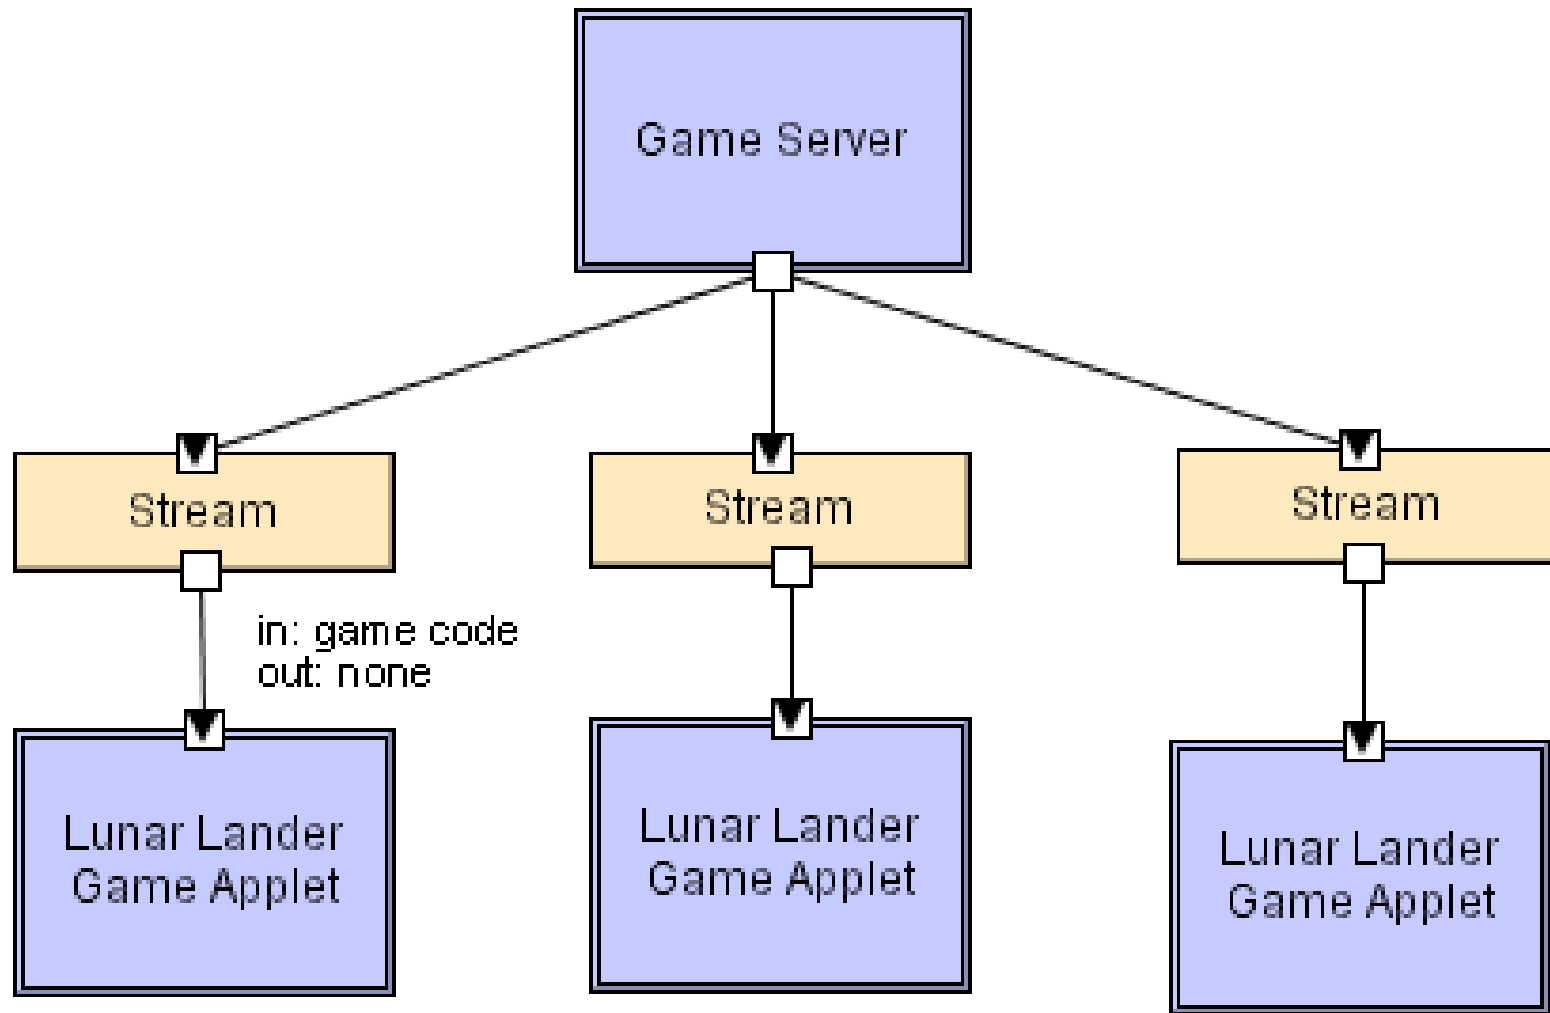 Game Server
Stream
Stream
Stream
in: game code
out: none
Lunar Lander
Game Applet
Lunar Lander
Game Applet
Lunar Lander
Game Applet